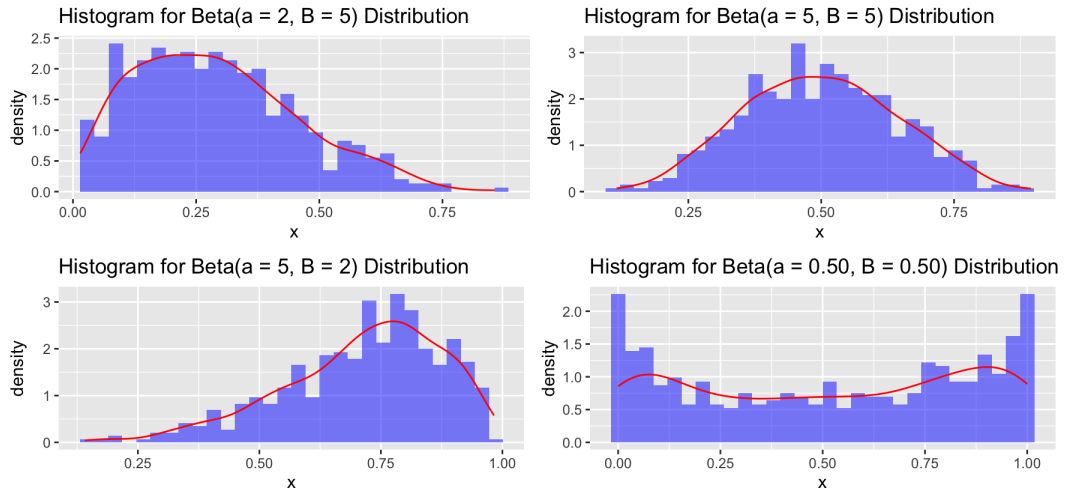 Histogram for Beta(a = 2, B = 5) Distribution
2.5
2.0
1.5
1.0
0.5
0.0
density
0.00 0.25 0.50 0.75
x
Histogram for Beta(a = 5, B = 5) Distribution
3
2
1
0
density
0.25 0.50 0.75
x
Histogram for Beta(a = 5, B = 2) Distribution
3
2
1
0
density
0.25 0.50 0.75 1.00
x
Histogram for Beta(a = 0.50, B = 0.50) Distribution
2.0
1.5
1.0
0.5
0.0
density
0.00 0.25 0.50 0.75 1.00
x